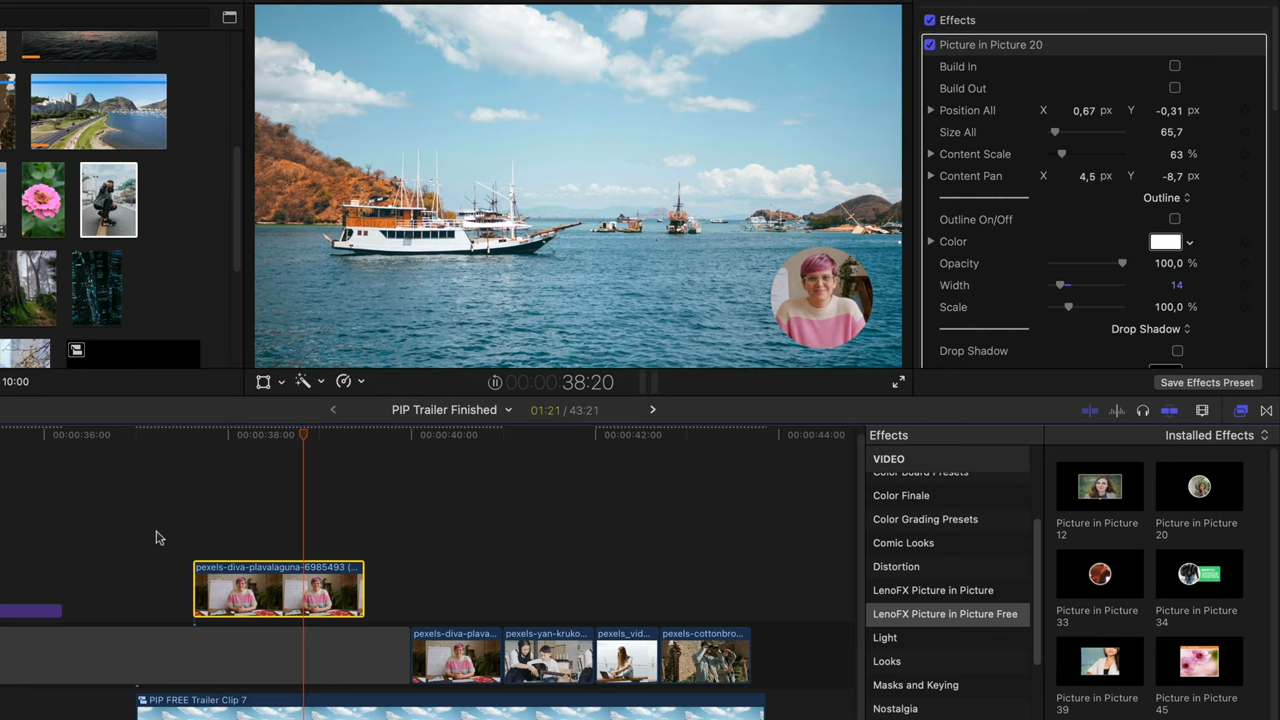 Effects
Picture in Picture 20
Build In
Build Out
Position All X 0,67 px Y -0,31 px
Size All 65,7
Content Scale 63 %
Content Pan X 4,5 px Y -8,7 px
Outline
Outline On/Off
Color
Opacity 100,0 %
Width 14
Scale 100,0 %
Drop Shadow
Drop Shadow
10:00
00:00:38:20
Save Effects Preset
PIP Trailer Finished 01:21 / 43:21
00:00:36:00 00:00:38:00 00:00:40:00 00:00:42:00 00:00:44:00
pexels-diva-plavalaguna-6985493 (...
pexels-diva-plava... pexels-yan-kruko... pexels_vid... pexels-cottonbro...
PIP FREE Trailer Clip 7
Effects
Installed Effects
VIDEO
Color Board Presets
Color Finale
Color Grading Presets
Comic Looks
Distortion
LenoFX Picture in Picture
LenoFX Picture in Picture Free
Light
Looks
Masks and Keying
Nostalgia
Picture in Picture 12
Picture in Picture 20
Picture in Picture 33
Picture in Picture 34
Picture in Picture 39
Picture in Picture 45